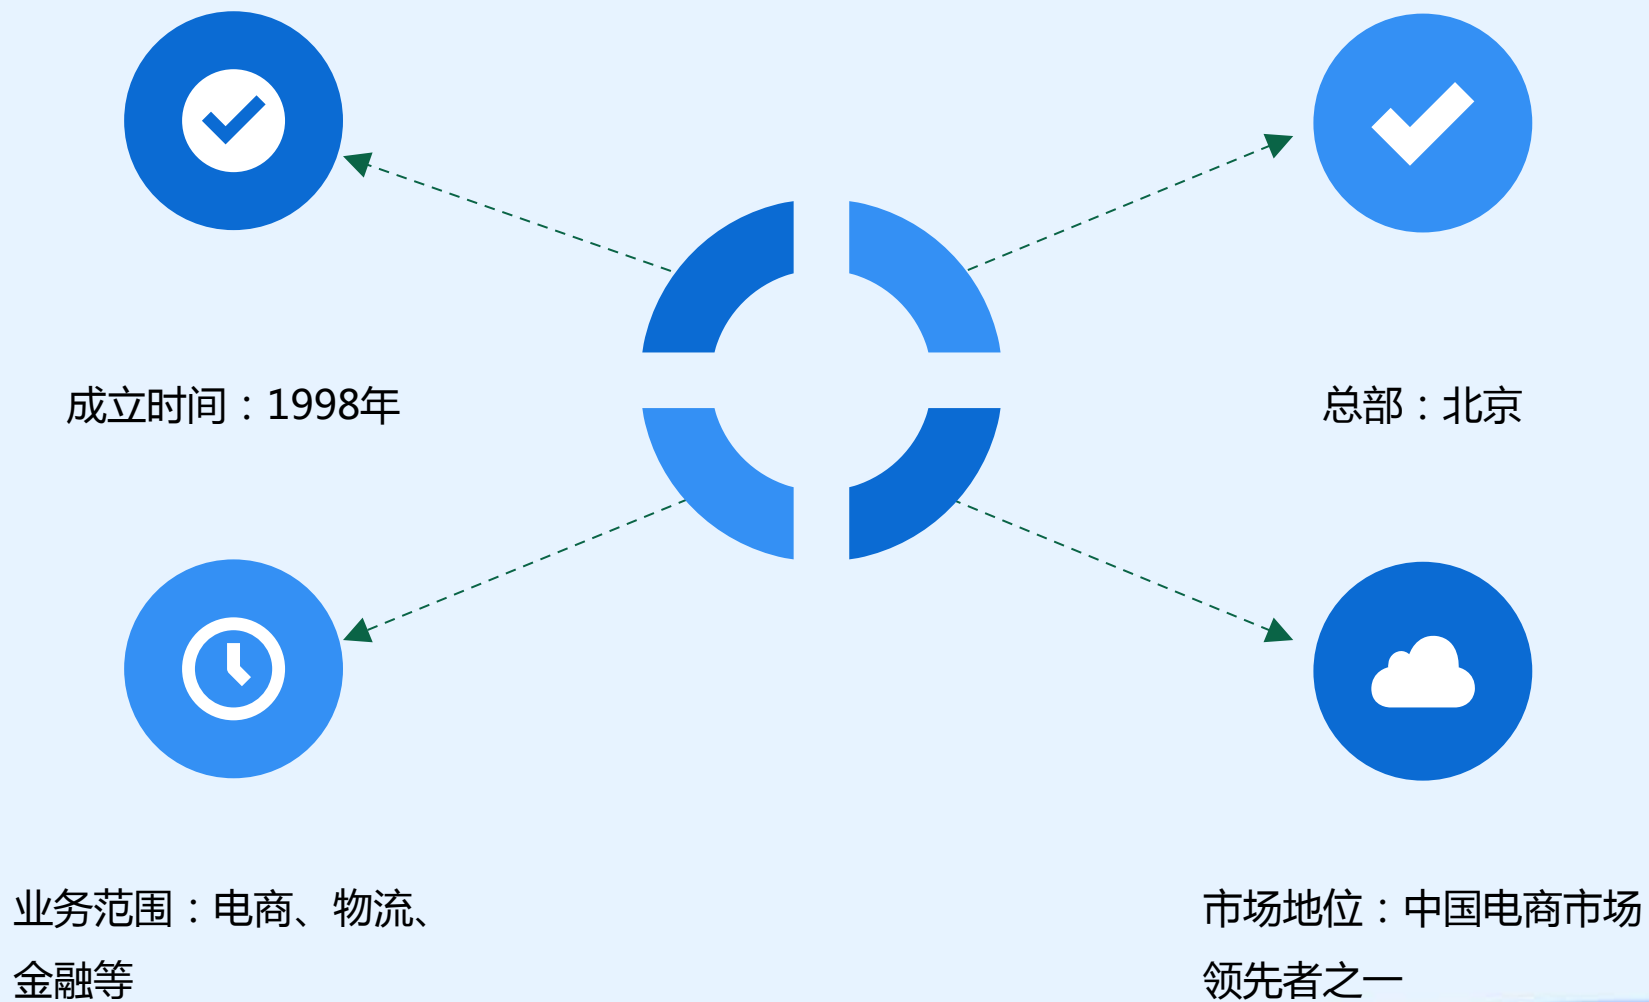 成立时间：1998年
总部：北京
业务范围：电商、物流、
金融等
市场地位：中国电商市场
领先者之一